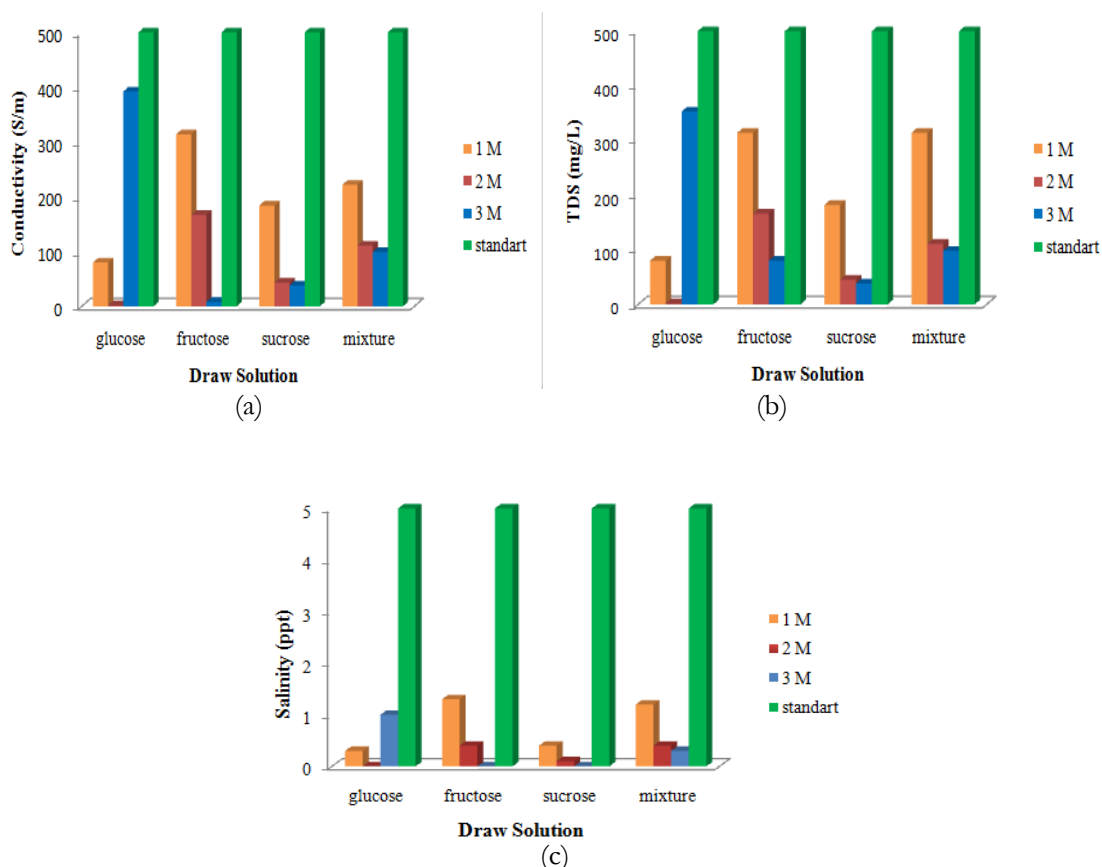 Conductivity (S/m)
500
400
300
200
100
0
glucose fructose sucrose mixture
Draw Solution
1 M
2 M
3 M
standart
(a)
TDS (mg/L)
500
400
300
200
100
0
glucose fructose sucrose mixture
Draw Solution
1 M
2 M
3 M
standart
(b)
Salinity (ppt)
5
4
3
2
1
0
glucose fructose sucrose mixture
Draw Solution
1 M
2 M
3 M
standart
(c)